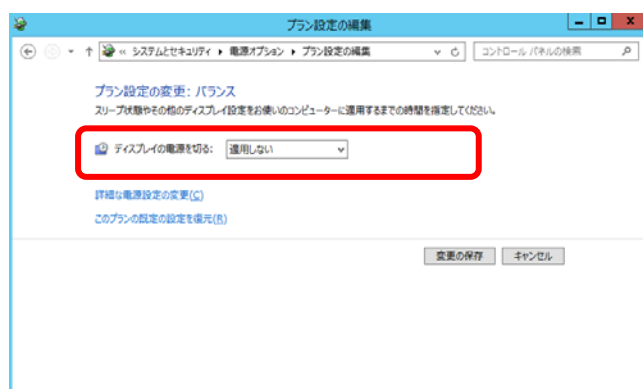 プラン設定の編集
« システムとセキュリティ ▸ 電源オプション ▸ プラン設定の編集
コントロール パネルの検索
プラン設定の変更: バランス
スリープ状態やその他のディスプレイ設定をお使いのコンピューターに適用するまでの時間を指定してください。
ディスプレイの電源を切る: 適用しない
詳細な電源設定の変更(C)
このプランの既定の設定を復元(R)
変更の保存 キャンセル